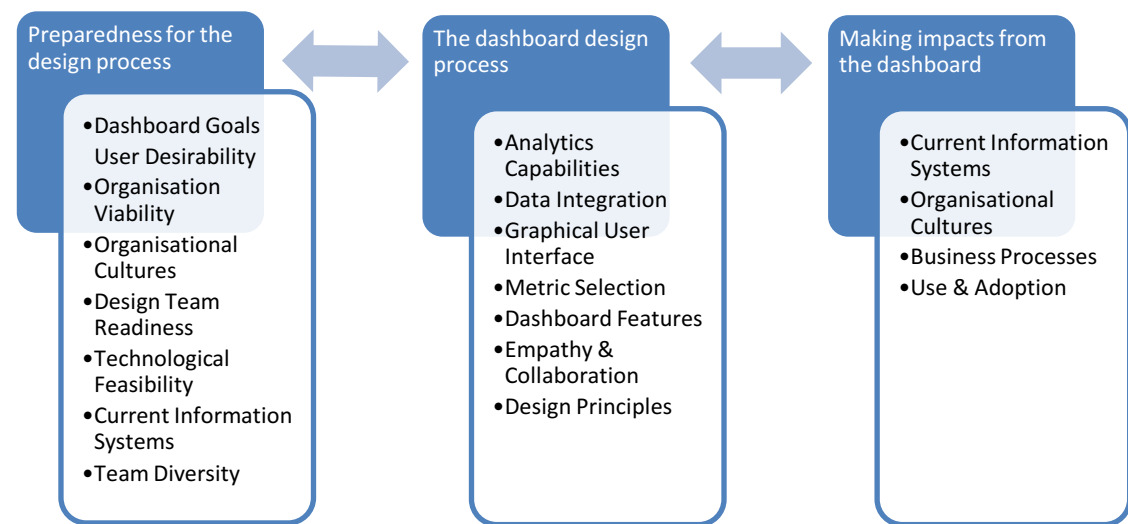 Preparedness for the
design process
•Dashboard Goals
User Desirability
•Organisation
Viability
•Organisational
Cultures
•Design Team
Readiness
•Technological
Feasibility
•Current Information
Systems
•Team Diversity
The dashboard design
process
•Analytics
Capabilities
•Data Integration
•Graphical User
Interface
•Metric Selection
•Dashboard Features
•Empathy &
Collaboration
•Design Principles
Making impacts from
the dashboard
•Current Information
Systems
•Organisational
Cultures
•Business Processes
•Use & Adoption